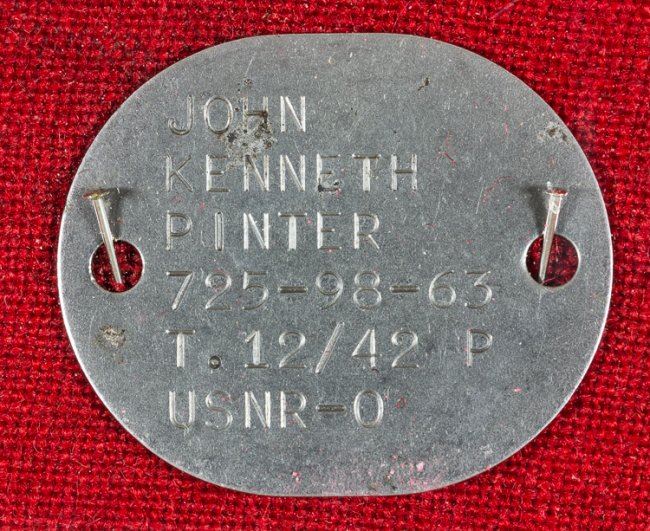 JOHN
KENNETH
PINTER
725-98-63
T. 12/42 P
USNR-O